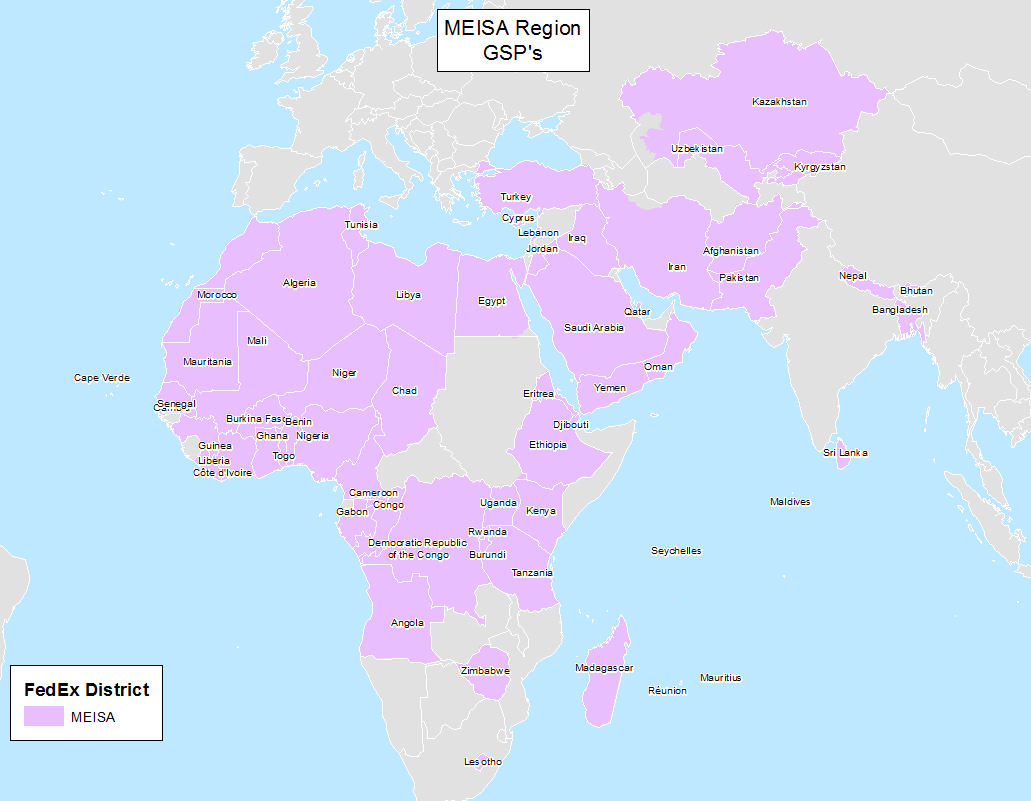 MEISA Region
GSP's
Kazakhstan
Uzbekistan
Kyrgyzstan
Turkey
Cyprus
Tunisia
Lebanon
Iraq
Jordan
Afghanistan
Iran
Pakistan
Nepal
Algeria
Morocco
Libya
Egypt
Bhutan
Qatar
Bangladesh
Saudi Arabia
Mali
Mauritania
Niger
Oman
Cape Verde
Chad
Yemen
Eritrea
Senegal
Burkina Faso
Benin
Djibouti
Ghana
Nigeria
Guinea
Ethiopia
Togo
Sri Lanka
Liberia
Côte d'Ivoire
Cameroon
Congo
Gabon
Uganda
Kenya
Maldives
Rwanda
Democratic Republic
of the Congo
Burundi
Seychelles
Tanzania
Angola
Zimbabwe
Madagascar
Mauritius
Réunion
FedEx District
MEISA
Lesotho